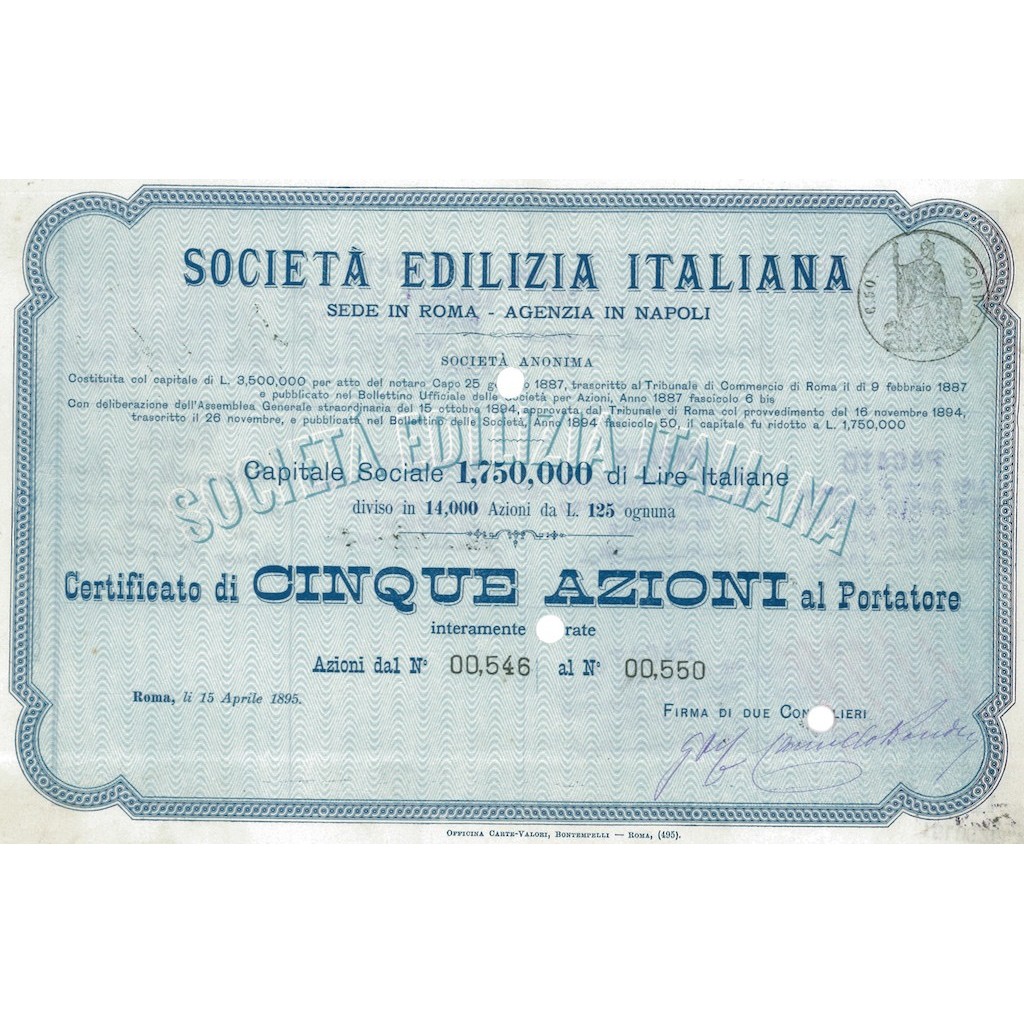 SOCIETÀ EDILIZIA ITALIANA
SEDE IN ROMA - AGENZIA IN NAPOLI
SOCIETÀ ANONIMA
Costituita col capitale di L. 3,500,000 per atto del notaro Capo 25 1887, trascritto al Tribunale di Commercio di Roma il dì 9 febbraio 1887
e pubblicato nel Bollettino Ufficiale delle Società per Azioni, Anno 1887 fascicolo 6 bis
Con deliberazione dell'Assemblea Generale straordinaria del 15 ottobre 1894, approvata dal Tribunale di Roma col provvedimento del 16 novembre 1894,
trascritto il 26 novembre, e pubblicato nel Bollettino delle Società, Anno 1894 fascicolo 50, il capitale fu ridotto a L. 1,750,000
SOCIETÀ EDILIZIA ITALIANA
Capitale Sociale 1,750,000 di Lire Italiane
diviso in 14,000 Azioni da L. 125 ognuna
Certificato di CINQUE AZIONI al Portatore
interamente
Azioni dal N° 00,546 al N° 00,550
Roma, li 15 Aprile 1895.
FIRMA DI DUE
OFFICINA CARTE-VALORI, BONTEMPELLI — ROMA, (495).